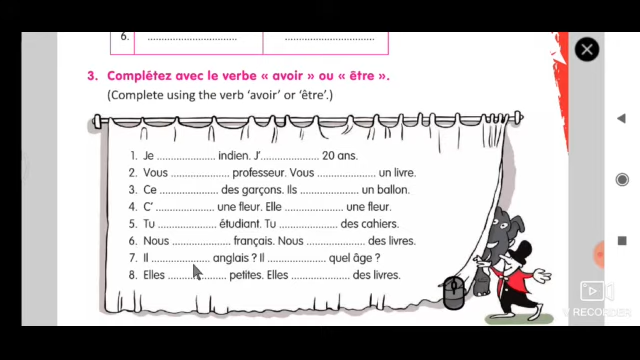 6. ................................ ................................
3. Complétez avec le verbe « avoir » ou « être ».
(Complete using the verb 'avoir' or 'être'.)
1. Je .................... indien. J'.................... 20 ans.
2. Vous .................... professeur. Vous .................... un livre.
3. Ce .................... des garçons. Ils .................... un ballon.
4. C' .................... une fleur. Elle .................... une fleur.
5. Tu .................... étudiant. Tu .................... des cahiers.
6. Nous .................... français. Nous .................... des livres.
7. Il .................... anglais ? Il .................... quel âge ?
8. Elles .................... petites. Elles .................... des livres.
V RECORDER